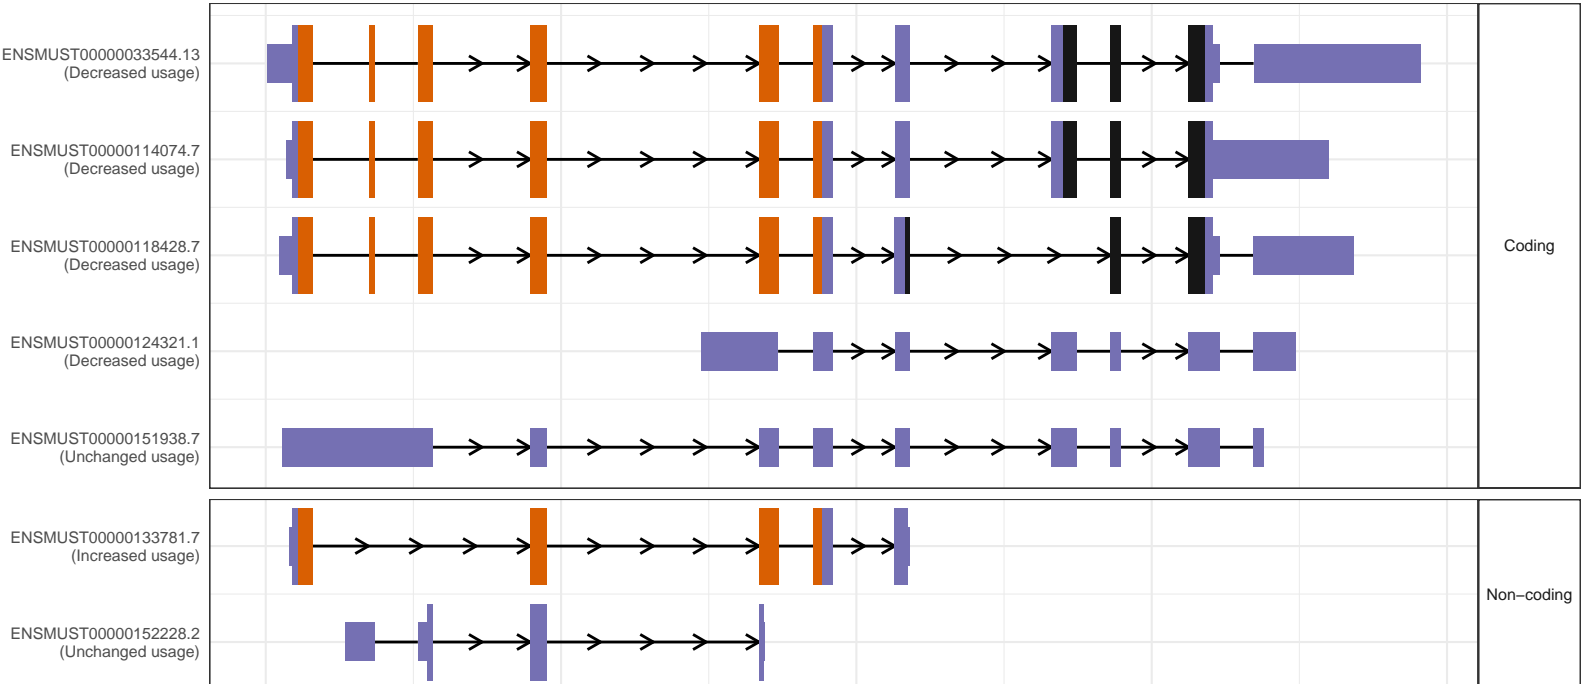 ENSMUST00000033544.13
(Decreased usage)
ENSMUST00000114074.7
(Decreased usage)
ENSMUST00000118428.7
(Decreased usage)
ENSMUST00000124321.1
(Decreased usage)
ENSMUST00000151938.7
(Unchanged usage)
Coding
ENSMUST00000133781.7
(Increased usage)
ENSMUST00000152228.2
(Unchanged usage)
Non−coding